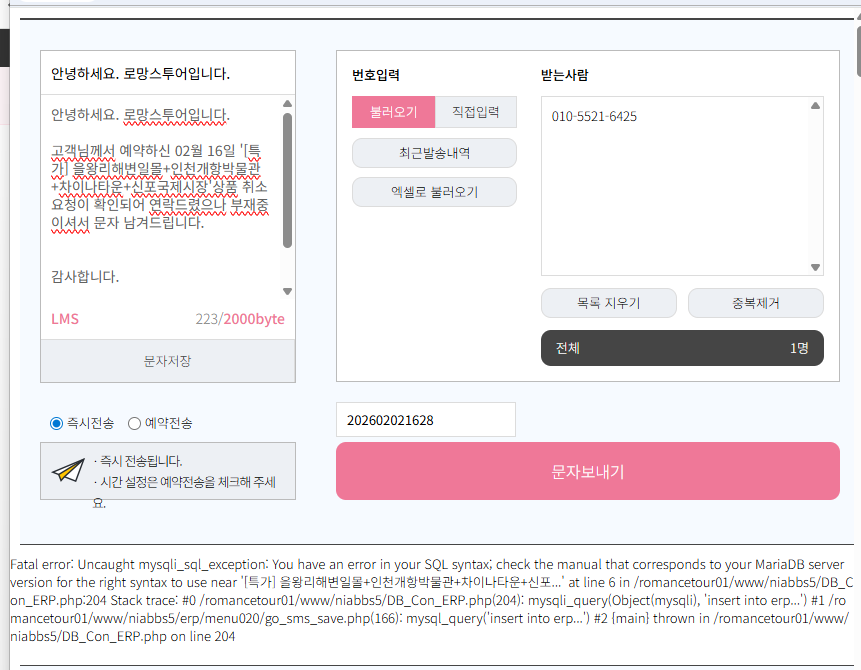 안녕하세요. 로망스투어입니다.
안녕하세요. 로망스투어입니다.
고객님께서 예약하신 02월 16일 '[특
가] 을왕리해변일몰+인천개항박물관
+차이나타운+신포국제시장'상품 취소
요청이 확인되어 연락드렸으나 부재중
이셔서 문자 남겨드립니다.
감사합니다.
LMS 223/2000byte
문자저장
번호입력
불러오기 직접입력
최근발송내역
엑셀로 불러오기
받는사람
010-5521-6425
목록 지우기 중복제거
전체 1명
즉시전송 예약전송
· 즉시 전송됩니다.
· 시간 설정은 예약전송을 체크해 주세
요.
202602021628
문자보내기
Fatal error: Uncaught mysqli_sql_exception: You have an error in your SQL syntax; check the manual that corresponds to your MariaDB server
version for the right syntax to use near '[특가] 을왕리해변일몰+인천개항박물관+차이나타운+신포...' at line 6 in /romancetour01/www/niabbs5/DB_C
on_ERP.php:204 Stack trace: #0 /romancetour01/www/niabbs5/DB_Con_ERP.php(204): mysqli_query(Object(mysqli), 'insert into erp...') #1 /ro
mancetour01/www/niabbs5/erp/menu020/go_sms_save.php(166): mysql_query('insert into erp...') #2 {main} thrown in /romancetour01/www/
niabbs5/DB_Con_ERP.php on line 204